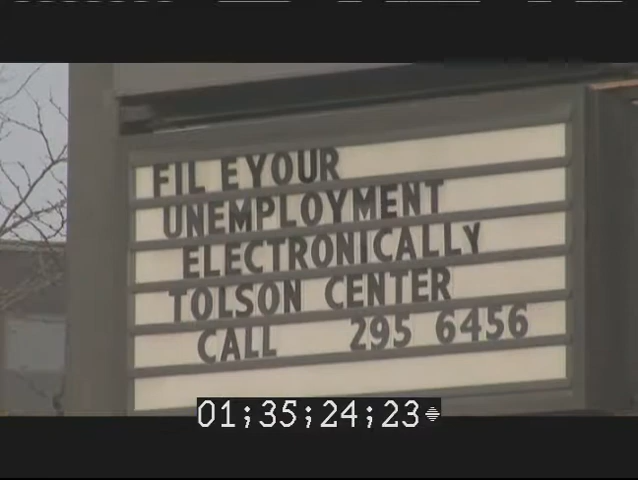 FIL EYOUR
UNEMPLOYMENT
ELECTRONICALLY
TOLSON CENTER
CALL 295 6456
01;35;24;23